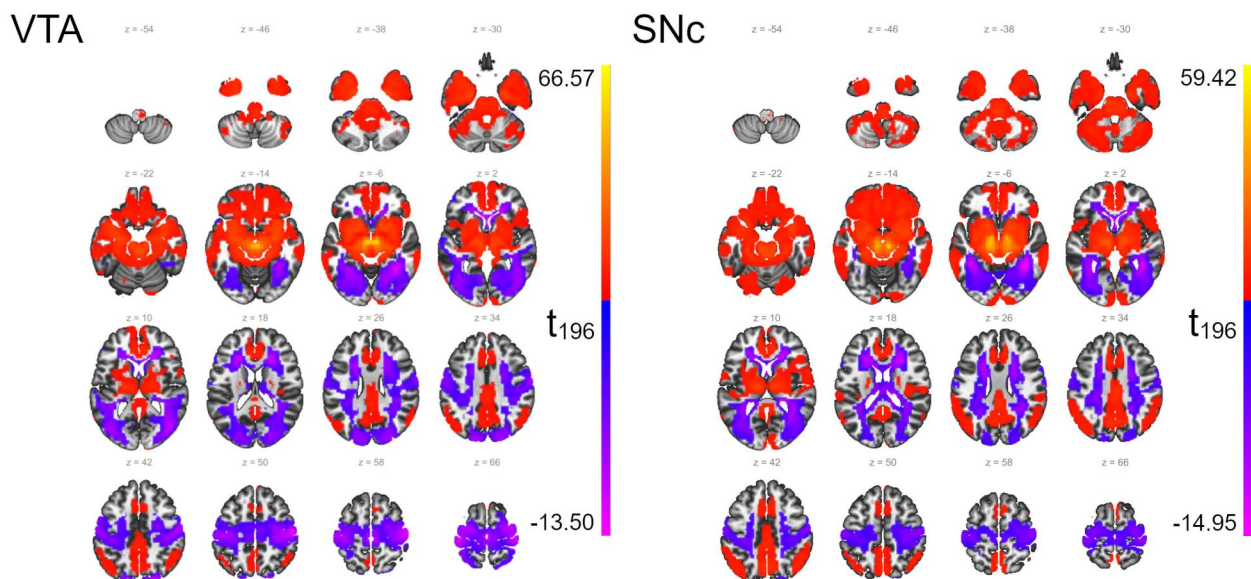 VTA
SNc
z = -54
z = -46
z = -38
z = -30
66.57
z = -22
z = -14
z = -6
z = 2
t196
z = 10
z = 18
z = 26
z = 34
z = 42
z = 50
z = 58
z = 66
-13.50
z = -54
z = -46
z = -38
z = -30
59.42
z = -22
z = -14
z = -6
z = 2
t196
z = 10
z = 18
z = 26
z = 34
z = 42
z = 50
z = 58
z = 66
-14.95